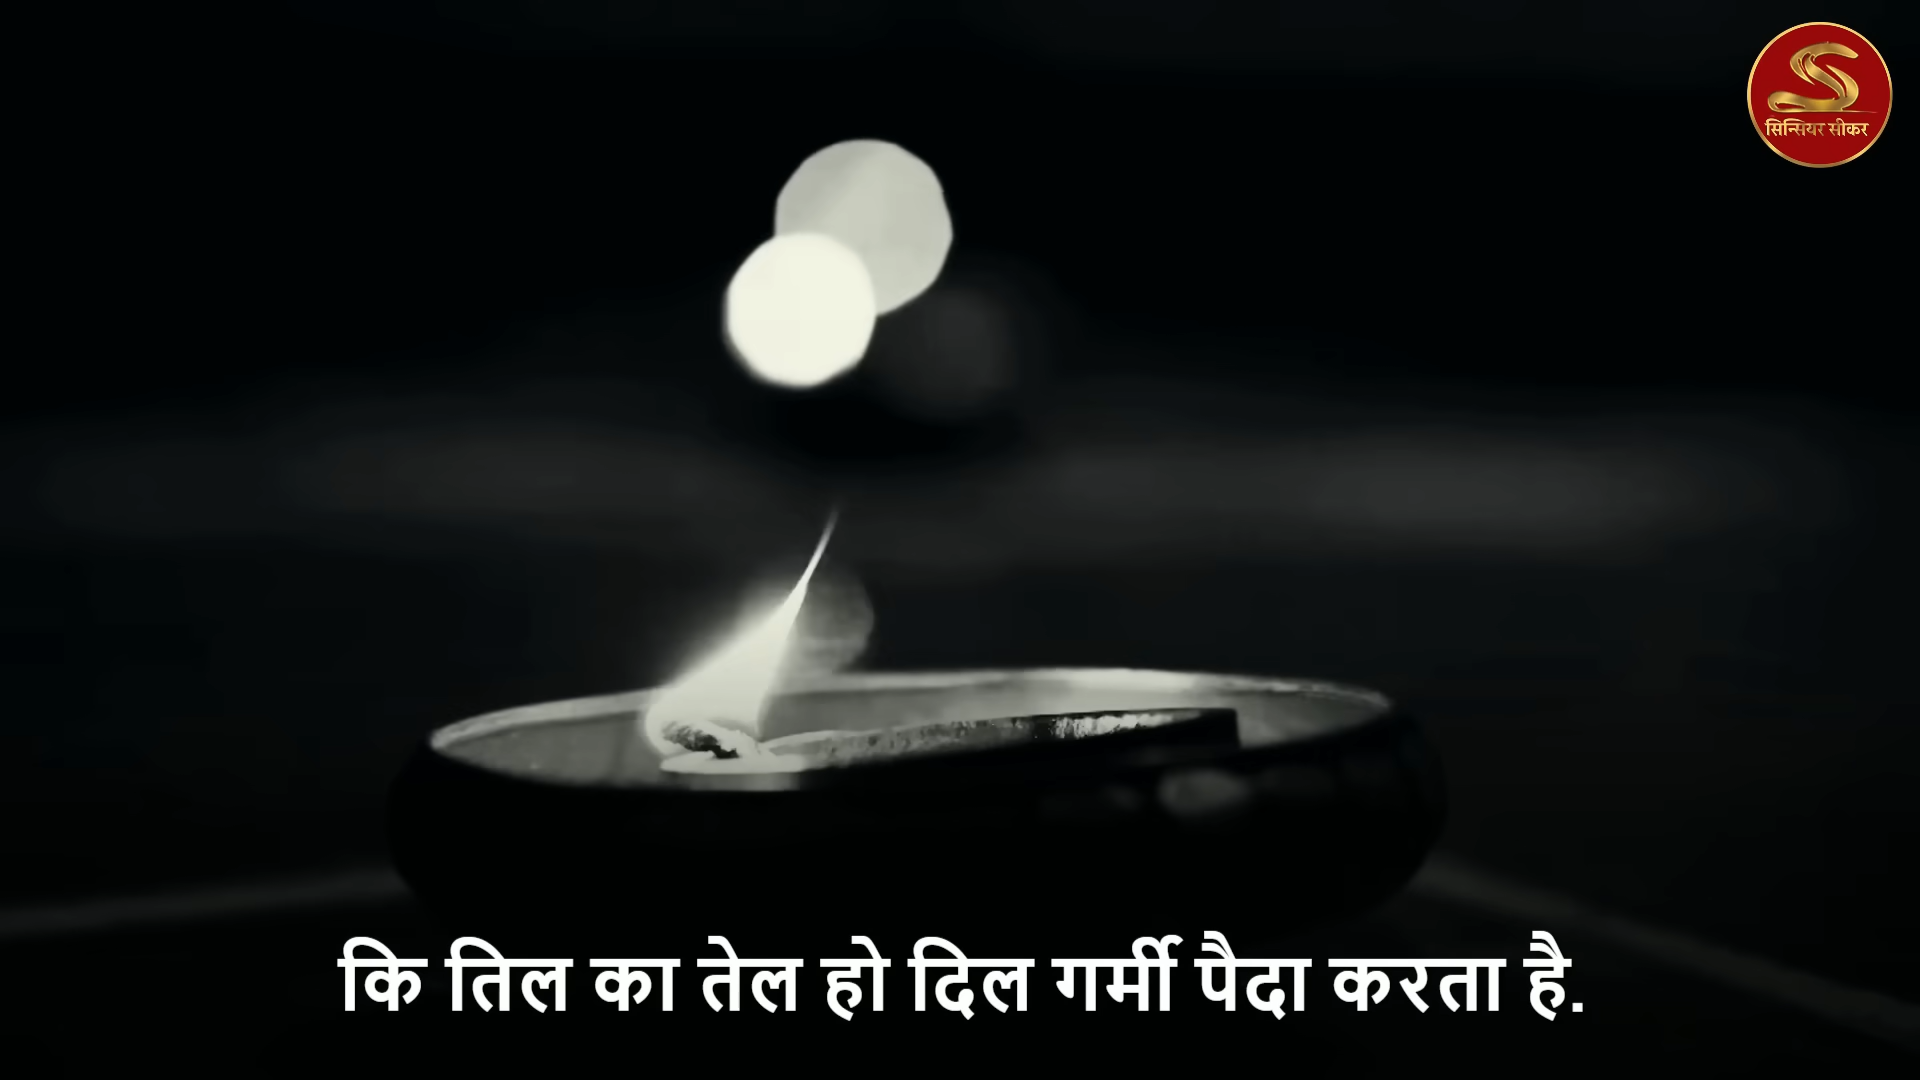 सिन्सियर सीकर
कि तिल का तेल हो दिल गर्मी पैदा करता है.